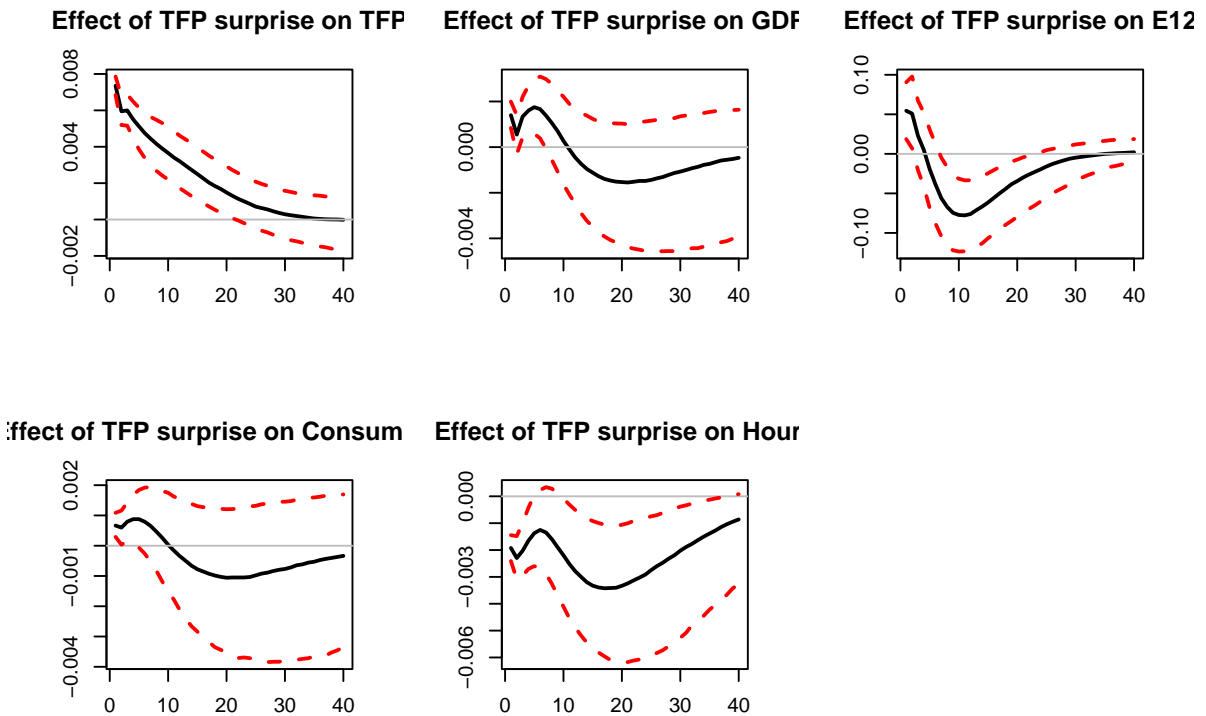 Effect of TFP surprise on TFP
Effect of TFP surprise on GDP
Effect of TFP surprise on E12
0.008
0.004
−0.002
0 10 20 30 40
0.000
−0.004
0 10 20 30 40
0.10
0.00
−0.10
0 10 20 30 40
Effect of TFP surprise on Consum
Effect of TFP surprise on Hour
0.002
−0.001
−0.004
0 10 20 30 40
0.000
−0.003
−0.006
0 10 20 30 40